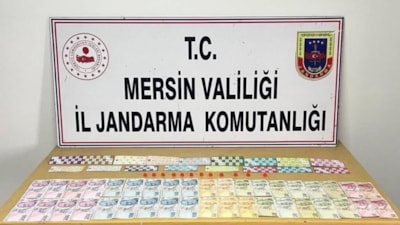 T.C.
MERSİN VALİLİĞİ
İL JANDARMA KOMUTANLIĞI